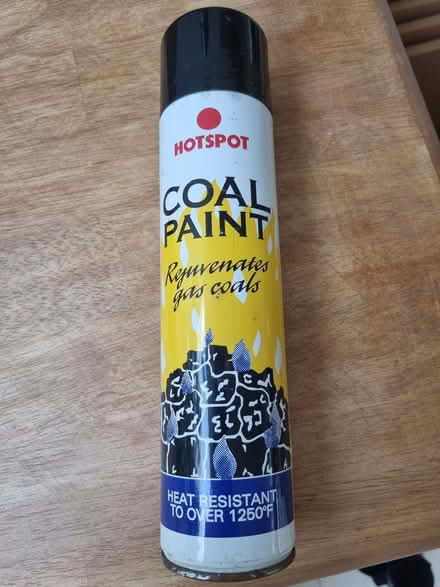 HOTSPOT
COAL
PAINT
Rejuvenates
gas coals
HEAT RESISTANT
TO OVER 1250°F